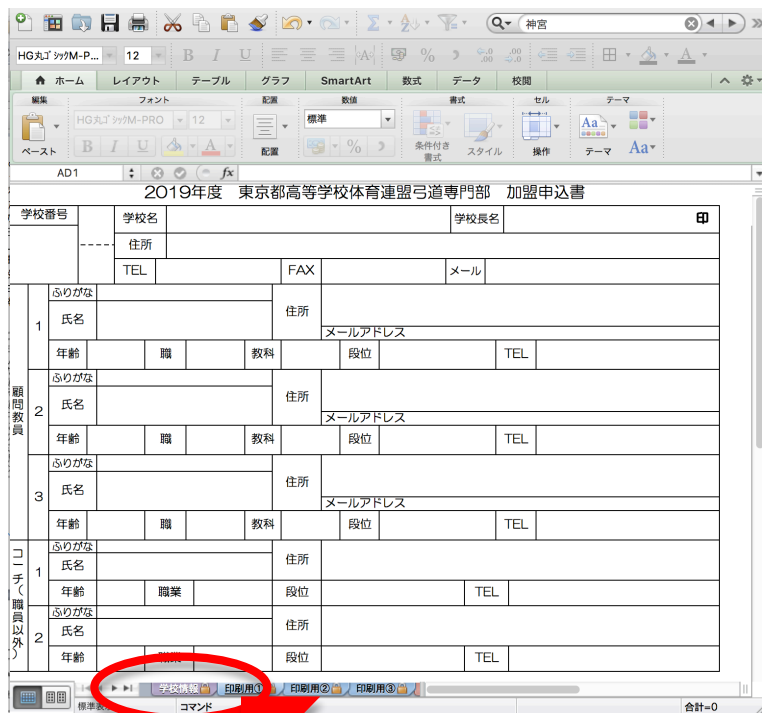 神宮
HG丸ｺﾞｼｯｸM-P... 12 B I U
ホーム レイアウト テーブル グラフ SmartArt 数式 データ 校閲
編集 フォント 配置 数値 書式 セル テーマ
HG丸ｺﾞｼｯｸM-PRO 12 標準
ペースト B I U A 配置 % 条件付き書式 スタイル 操作 テーマ Aa
AD1 fx
2019年度 東京都高等学校体育連盟弓道専門部 加盟申込書
学校番号 学校名 学校長名 印
住所
TEL FAX メール
顧問教員
1 ふりがな
氏名 住所
メールアドレス
年齢 職 教科 段位 TEL
2 ふりがな
氏名 住所
メールアドレス
年齢 職 教科 段位 TEL
3 ふりがな
氏名 住所
メールアドレス
年齢 職 教科 段位 TEL
コーチ（職員以外）
1 ふりがな
氏名 住所
年齢 職業 段位 TEL
2 ふりがな
氏名 住所
年齢 職業 段位 TEL
学校情報 印刷用① 印刷用② 印刷用③
標準表 コマンド 合計=0